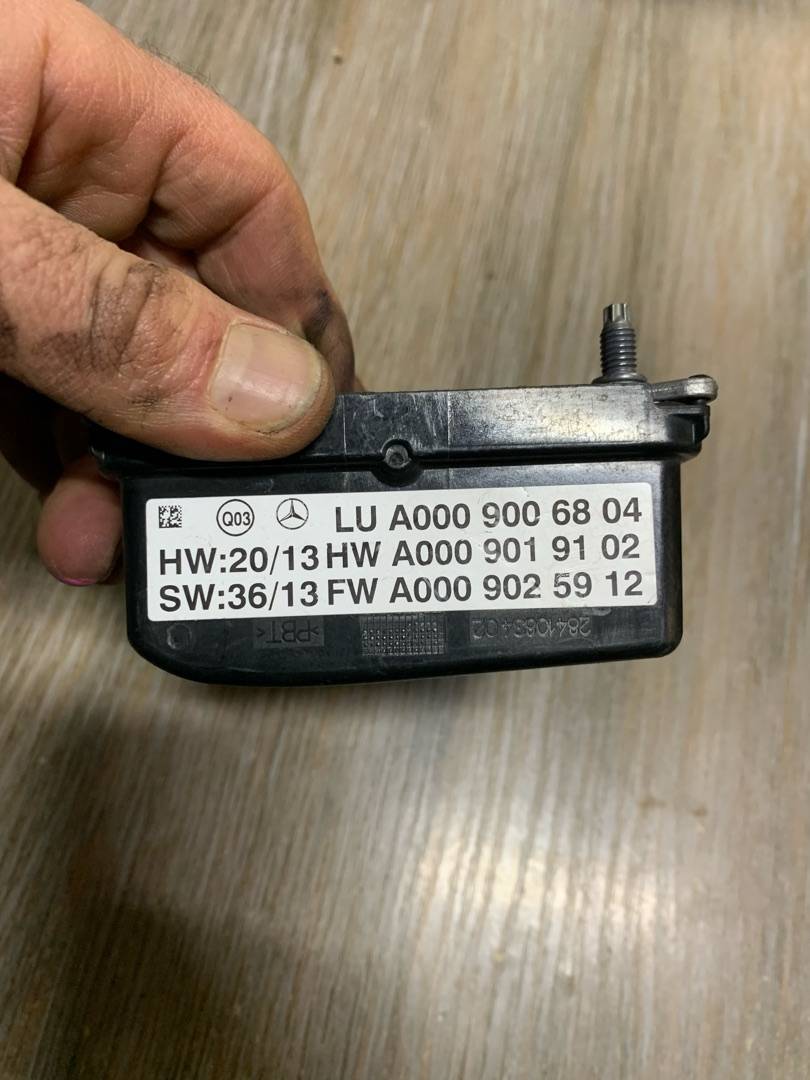 Q03 LU A000 900 68 04
HW:20/13 HW A000 901 91 02
SW:36/13 FW A000 902 59 12
>PBT<